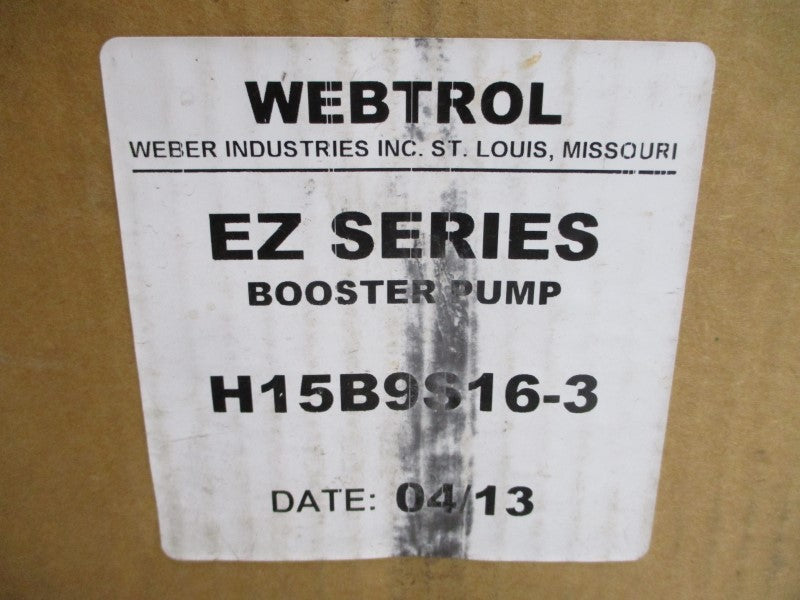 WEBTROL
WEBER INDUSTRIES INC. ST. LOUIS, MISSOURI
EZ SERIES
BOOSTER PUMP
H15B9S16-3
DATE: 04/13